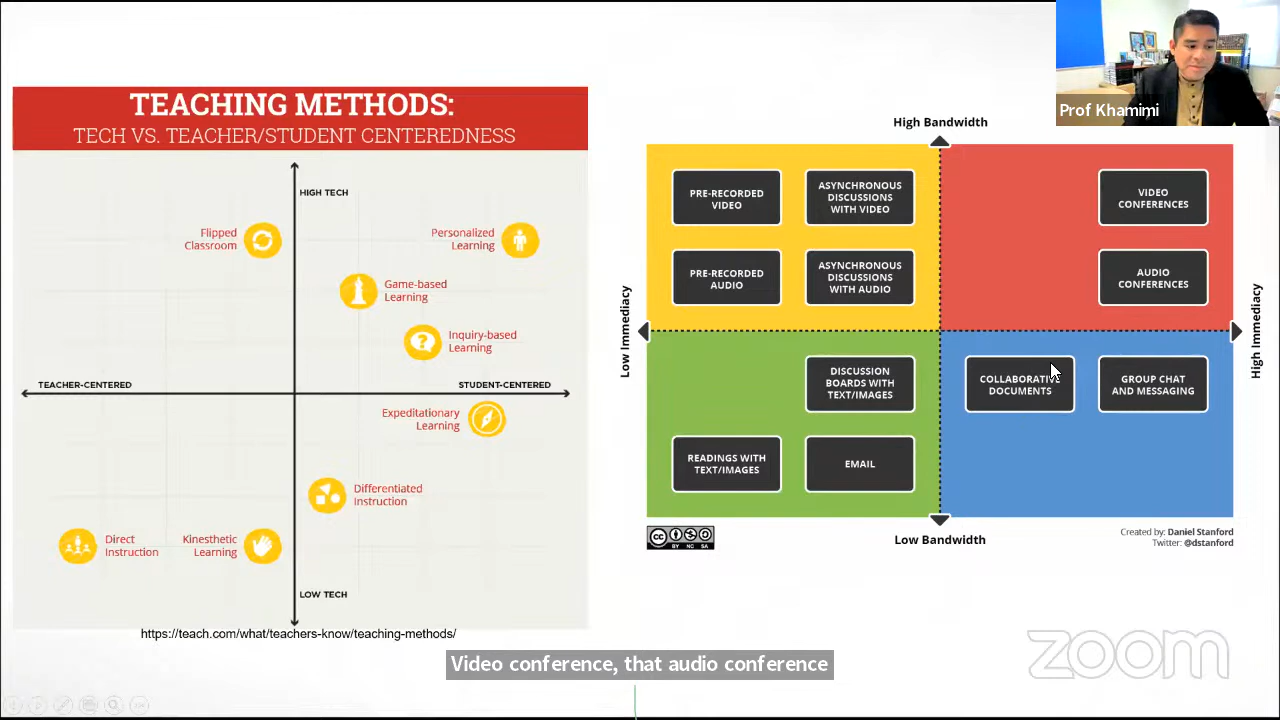 Prof Khamimi
TEACHING METHODS:
TECH VS. TEACHER/STUDENT CENTEREDNESS
HIGH TECH
Flipped
Classroom
Personalized
Learning
Game-based
Learning
Inquiry-based
Learning
TEACHER-CENTERED
STUDENT-CENTERED
Expeditationary
Learning
Differentiated
Instruction
Direct
Instruction
Kinesthetic
Learning
LOW TECH
https://teach.com/what/teachers-know/teaching-methods/
High Bandwidth
PRE-RECORDED
VIDEO
ASYNCHRONOUS
DISCUSSIONS
WITH VIDEO
VIDEO
CONFERENCES
PRE-RECORDED
AUDIO
ASYNCHRONOUS
DISCUSSIONS
WITH AUDIO
AUDIO
CONFERENCES
Low Immediacy
High Immediacy
DISCUSSION
BOARDS WITH
TEXT/IMAGES
COLLABORATIVE
DOCUMENTS
GROUP CHAT
AND MESSAGING
READINGS WITH
TEXT/IMAGES
EMAIL
CC BY NC SA
Low Bandwidth
Created by: Daniel Stanford
Twitter: @dstanford
zoom
Video conference, that audio conference